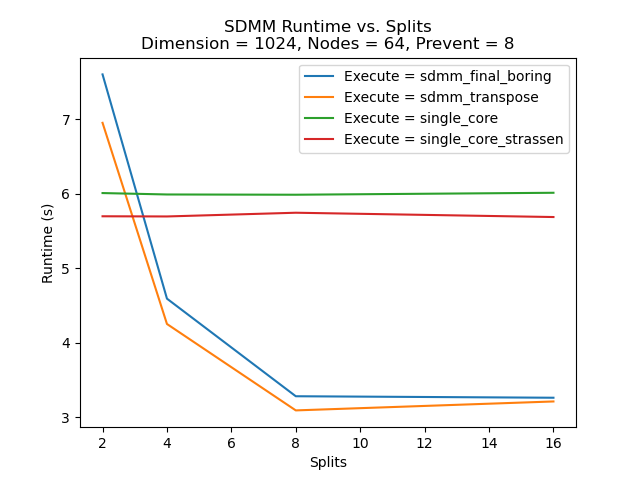 SDMM Runtime vs. Splits
Dimension = 1024, Nodes = 64, Prevent = 8
Execute = sdmm_final_boring
Execute = sdmm_transpose
Execute = single_core
Execute = single_core_strassen
Runtime (s)
7
6
5
4
3
2 4 6 8 10 12 14 16
Splits